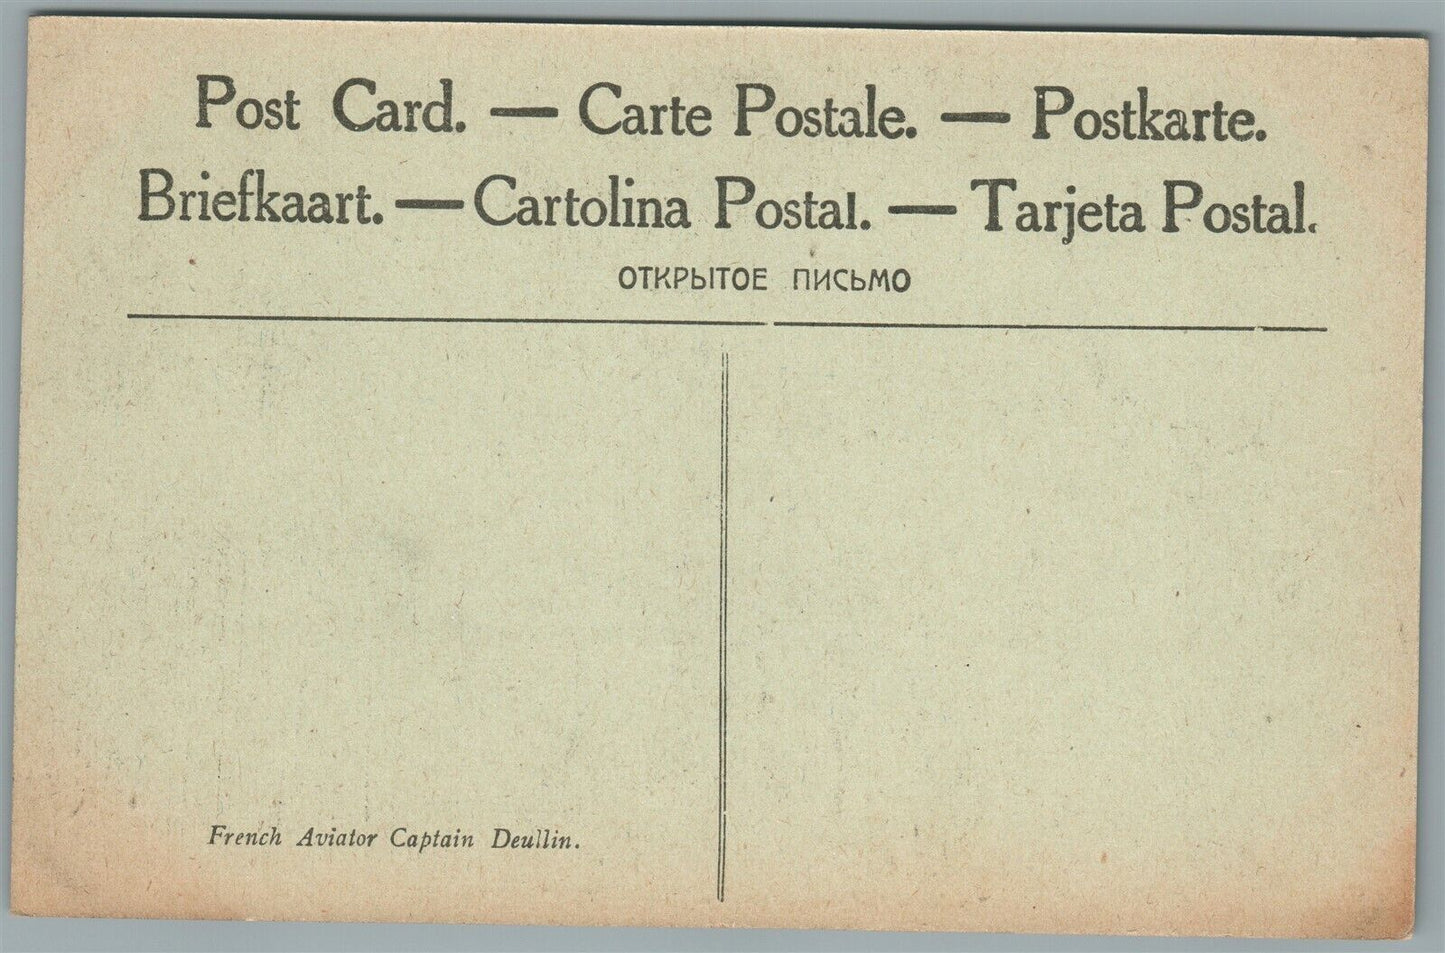 Post Card. — Carte Postale. — Postkarte.
Briefkaart. — Cartolina Postal. — Tarjeta Postal.
ОТКРЫТОЕ ПИСЬМО
French Aviator Captain Deullin.